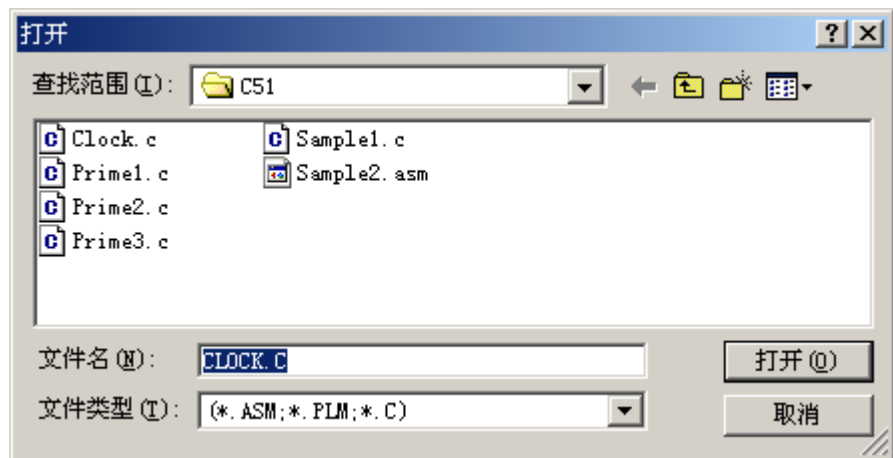 打开
查找范围(I): C51
Clock.c Sample1.c
Prime1.c Sample2.asm
Prime2.c
Prime3.c
文件名(N): CLOCK.C 打开(O)
文件类型(T): (*.ASM;*.PLM;*.C) 取消